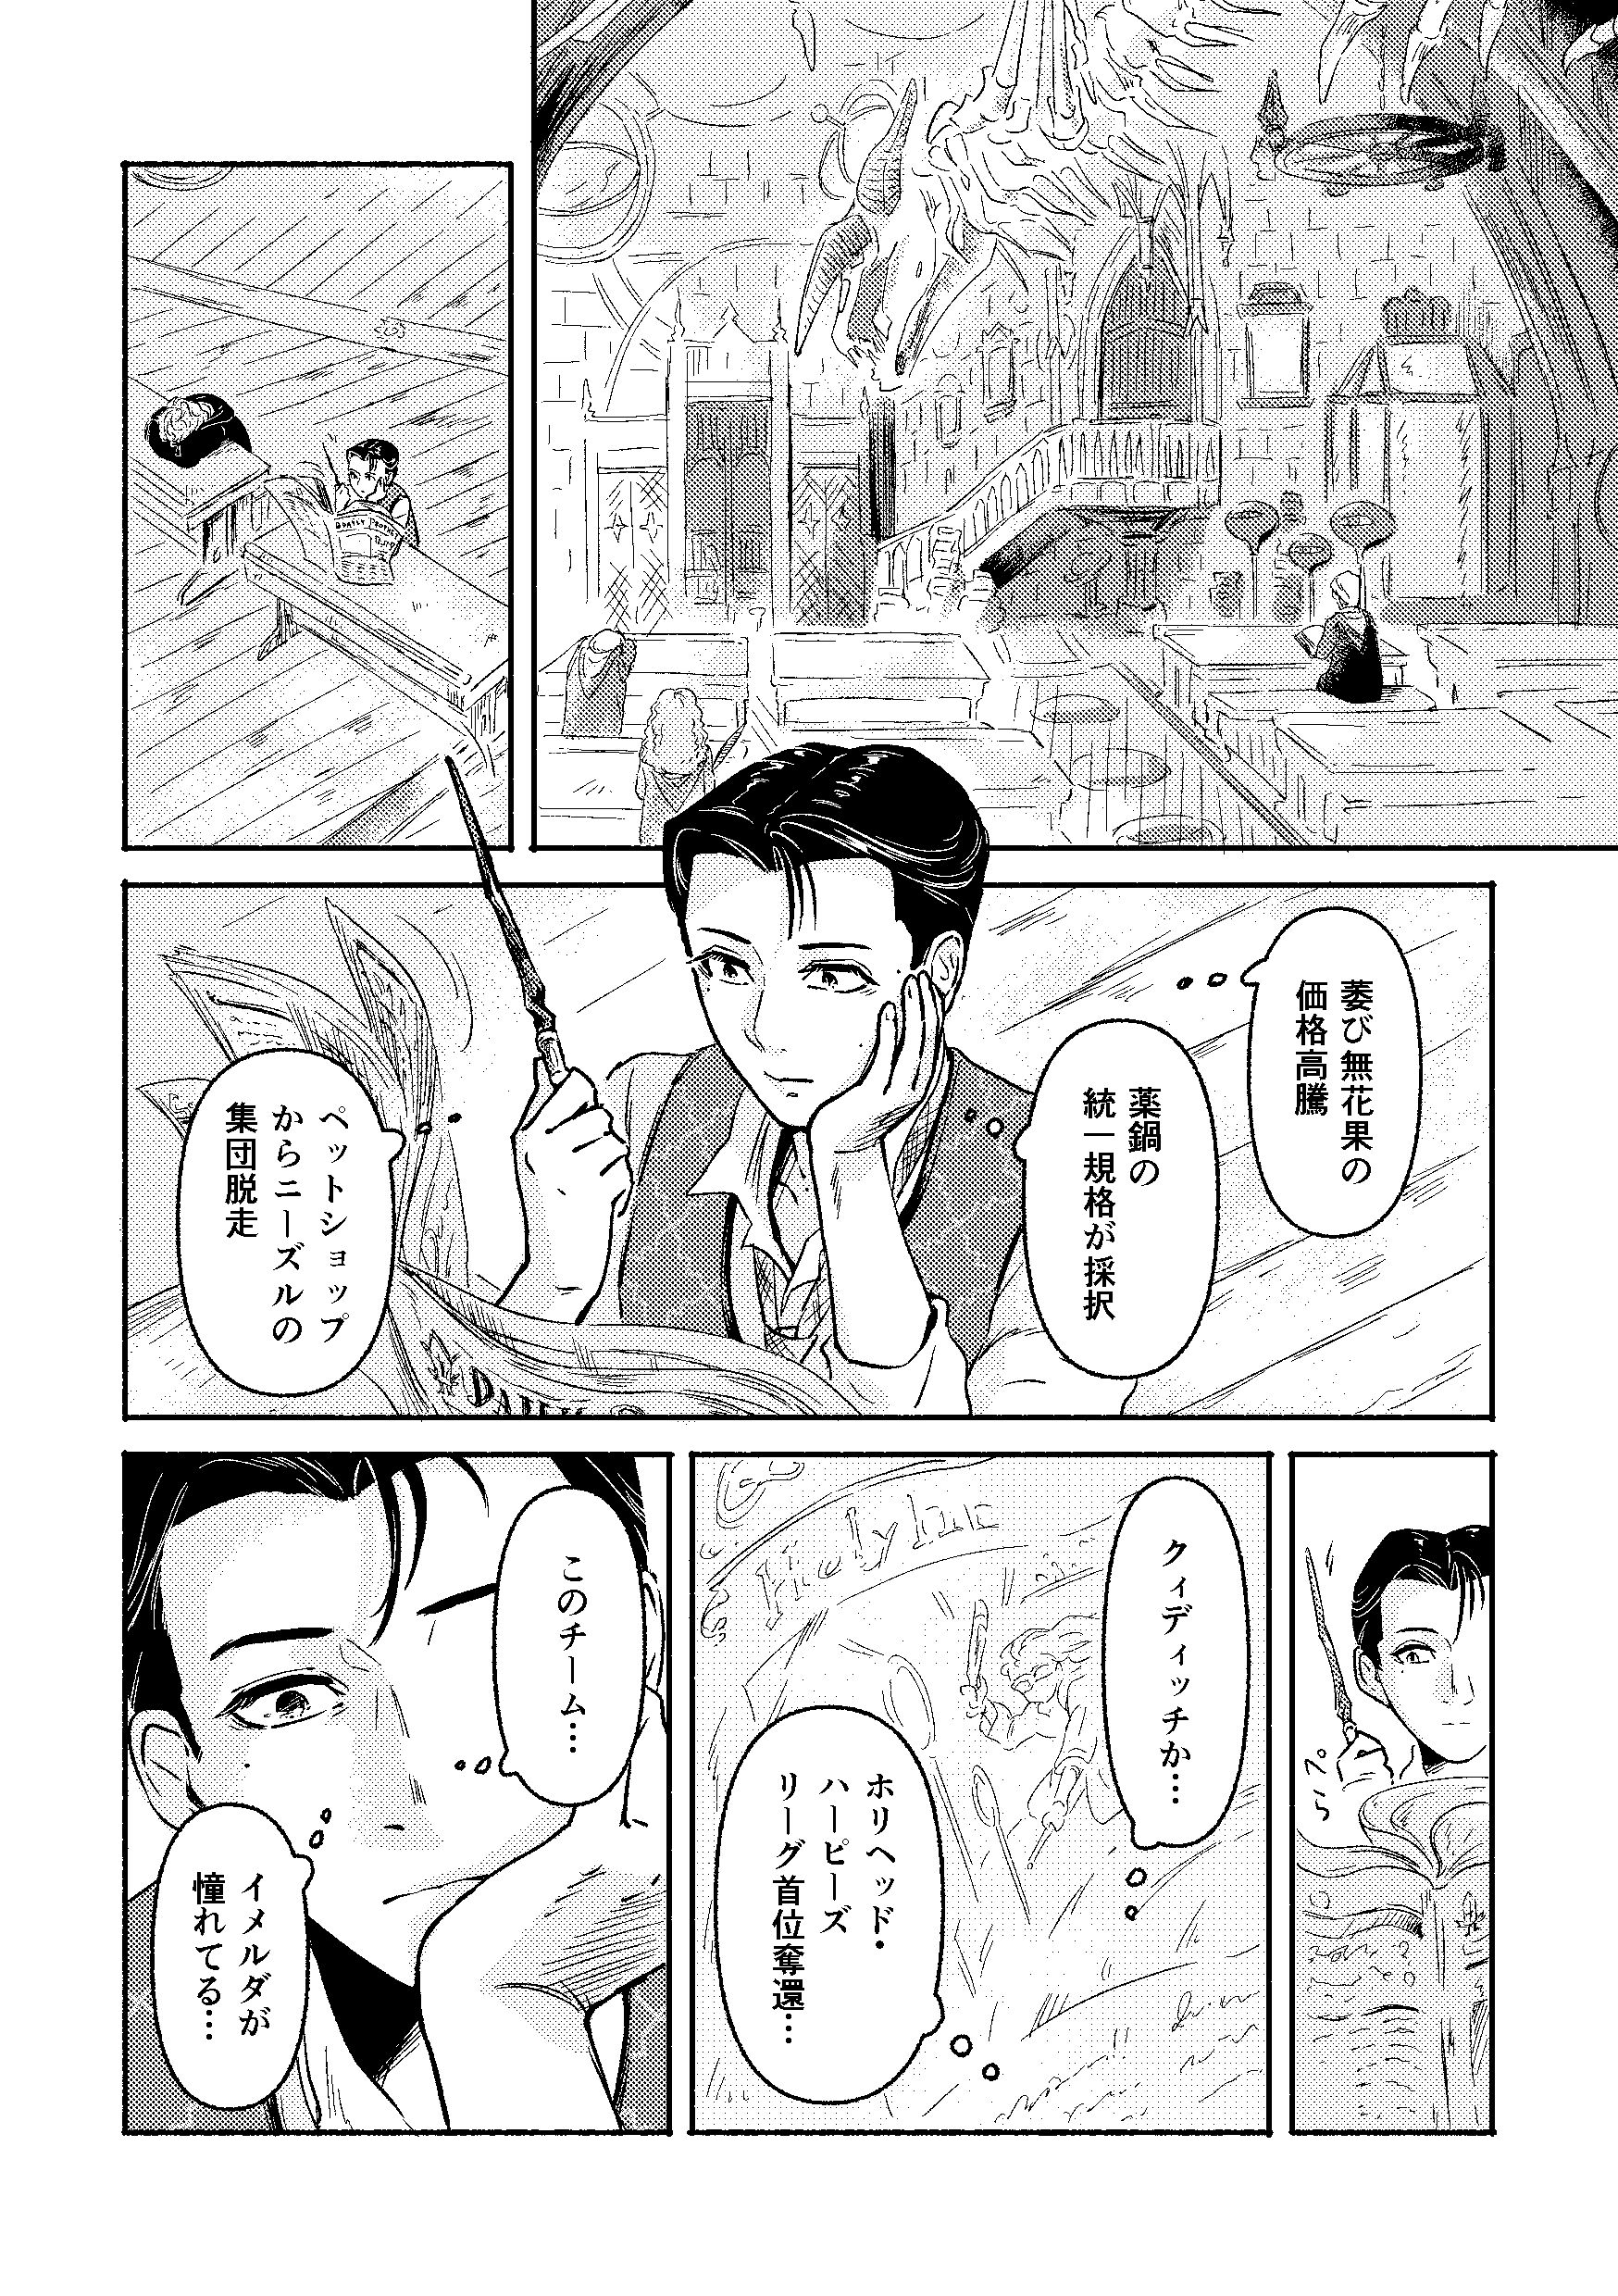 DAILY PROPHET
萎び無花果の
価格高騰
薬鍋の
統一規格が採択
ペットショップ
からニーズルの
集団脱走
ぺら
クィディッチか…
ホリヘッド・
ハーピーズ
リーグ首位奪還…
このチーム…
イメルダが
憧れてる…